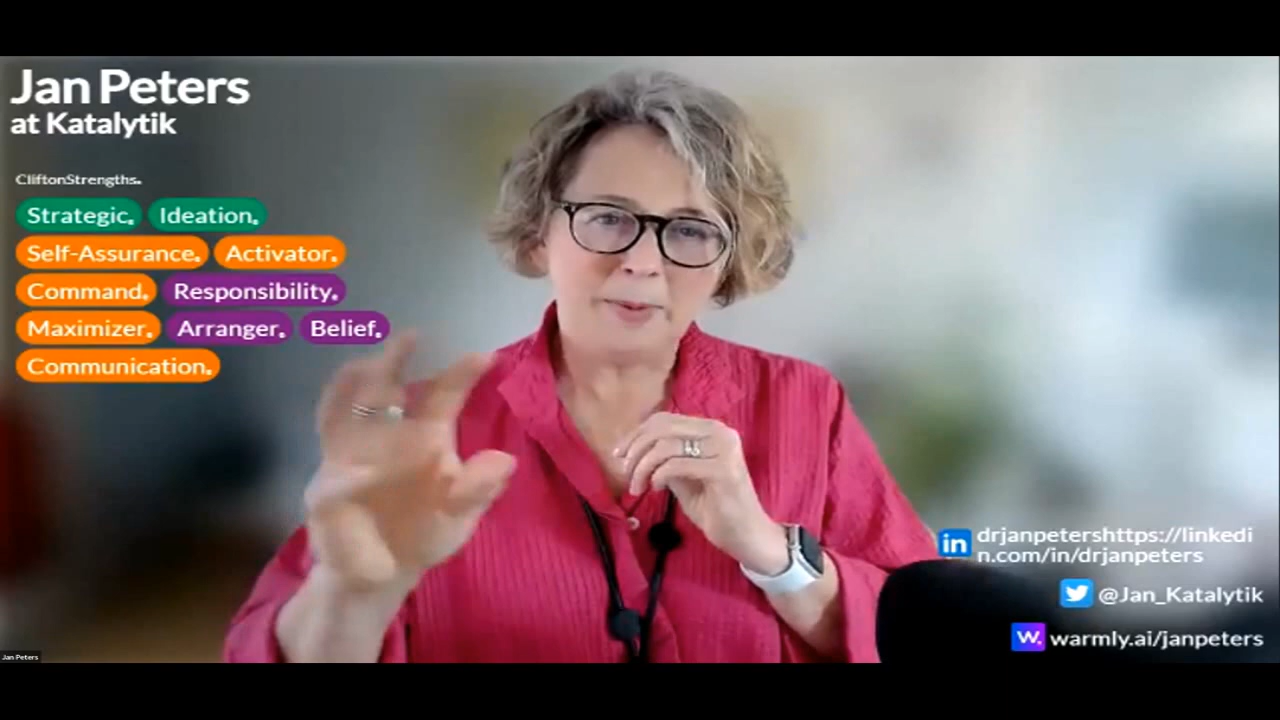 Jan Peters
at Katalytik
CliftonStrengths.
Strategic. Ideation.
Self-Assurance. Activator.
Command. Responsibility.
Maximizer. Arranger. Belief.
Communication.
in drjanpetershttps://linkedi
n.com/in/drjanpeters
@Jan_Katalytik
W. warmly.ai/janpeters
Jan Peters